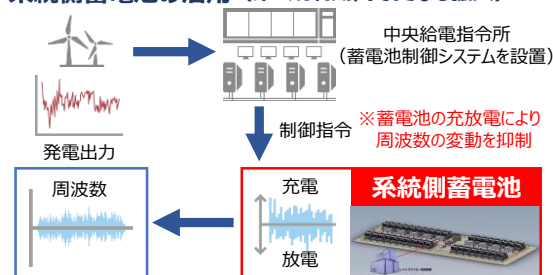 中央給電指令所
（蓄電池制御システムを設置）
発電出力
制御指令
※蓄電池の充放電により
周波数の変動を抑制
周波数
充電
放電
系統側蓄電池